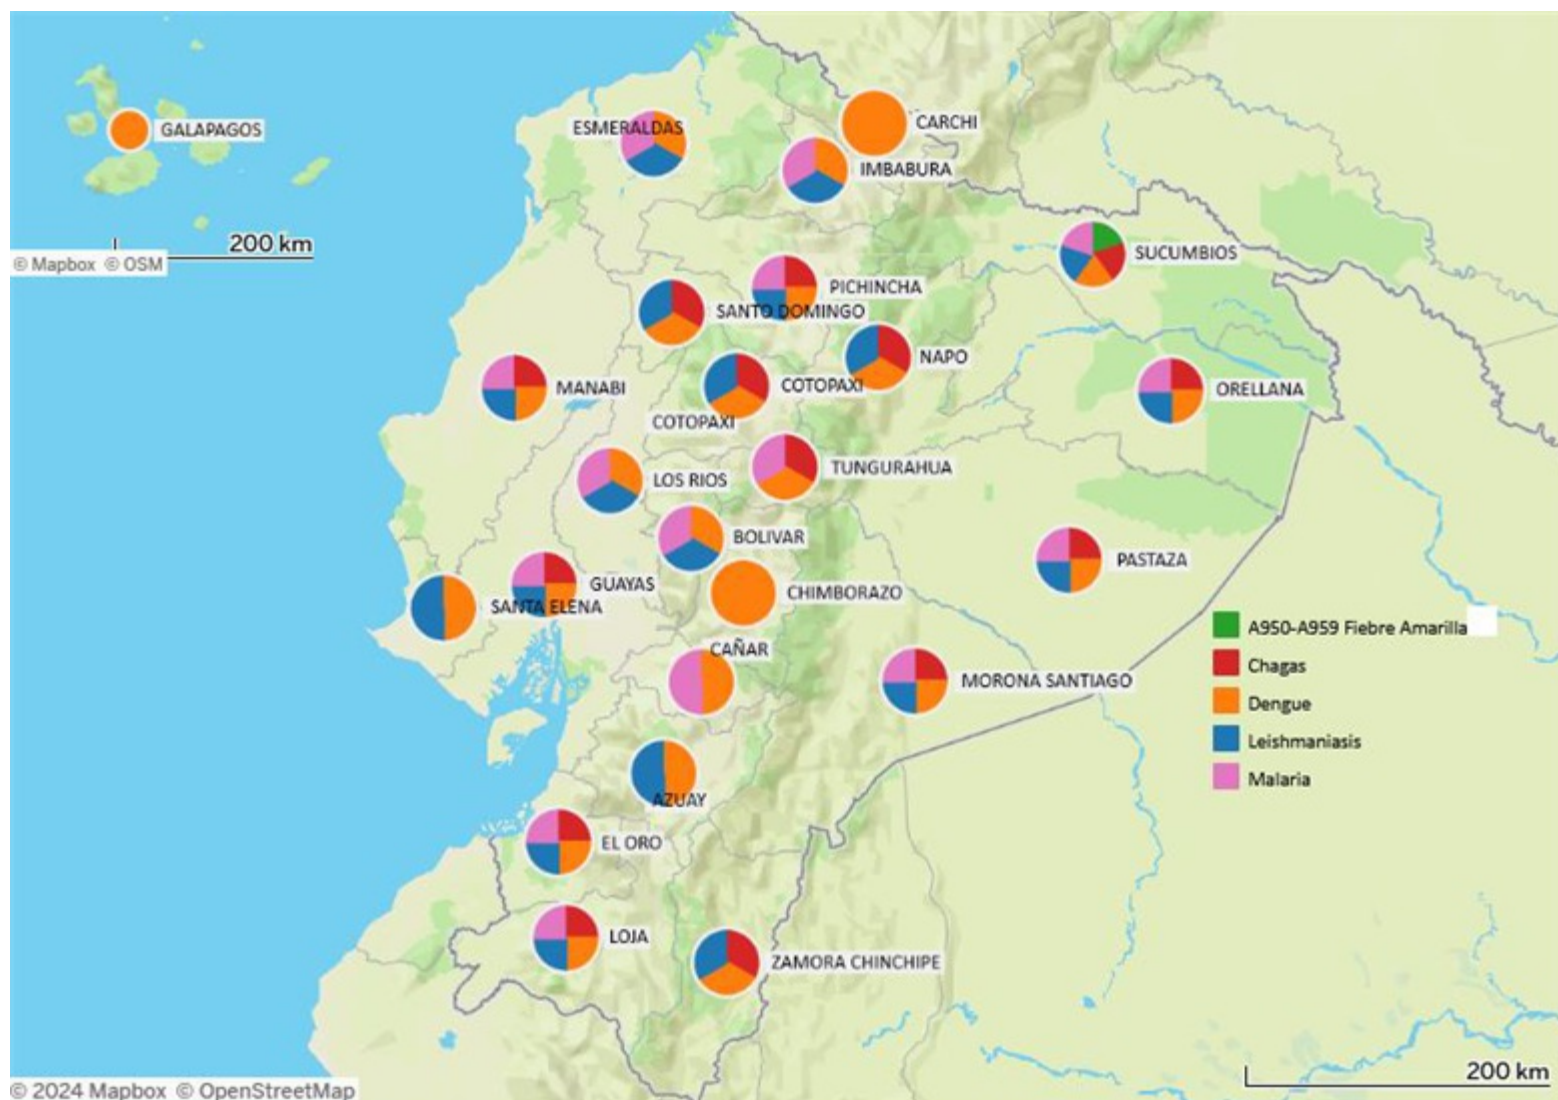 CARCHI
GALAPAGOS
ESMERALDAS
IMBABURA
200 km
© Mapbox © OSM
SUCUMBIOS
PICHINCHA
SANTO DOMINGO
NAPO
MANABI
COTOPAXI
ORELLANA
COTOPAXI
TUNGURAHUA
LOS RIOS
BOLIVAR
PASTAZA
GUAYAS
CHIMBORAZO
SANTA ELENA
CAÑAR
MORONA SANTIAGO
A950-A959 Fiebre Amarilla
Chagas
Dengue
Leishmaniasis
Malaria
AZUAY
EL ORO
LOJA
ZAMORA CHINCHIPE
200 km
© 2024 Mapbox © OpenStreetMap